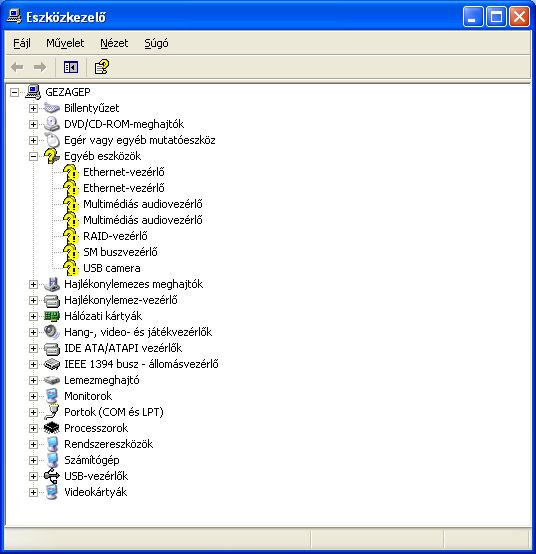 Eszközkezelő
Fájl Művelet Nézet Súgó
GEZAGEP
Billentyűzet
DVD/CD-ROM-meghajtók
Egér vagy egyéb mutatóeszköz
Egyéb eszközök
Ethernet-vezérlő
Ethernet-vezérlő
Multimédiás audiovezérlő
Multimédiás audiovezérlő
RAID-vezérlő
SM buszvezérlő
USB camera
Hajlékonylemezes meghajtók
Hajlékonylemez-vezérlő
Hálózati kártyák
Hang-, video- és játékvezérlők
IDE ATA/ATAPI vezérlők
IEEE 1394 busz - állomásvezérlő
Lemezmeghajtó
Monitorok
Portok (COM és LPT)
Processzorok
Rendszereszközök
Számítógép
USB-vezérlők
Videokártyák